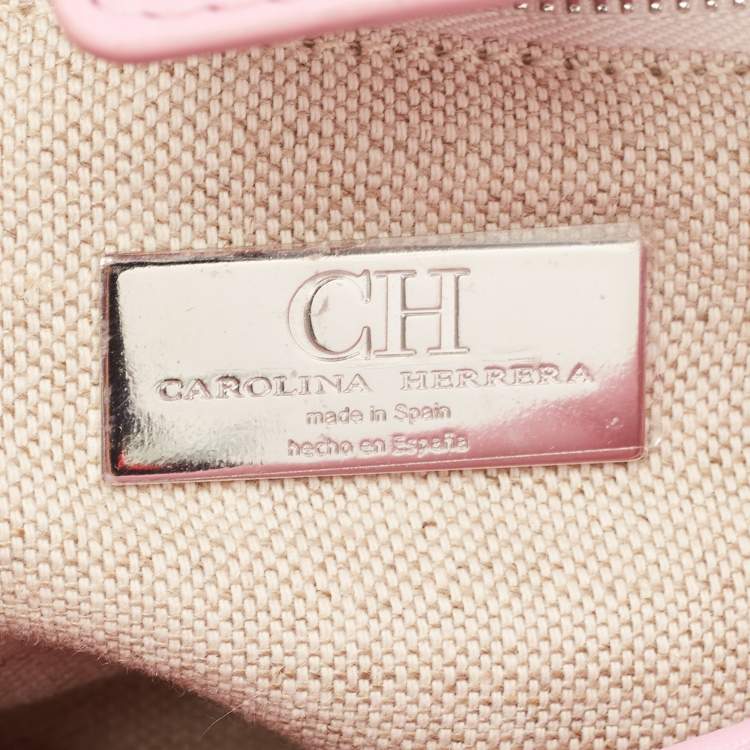 CH
CAROLINA HERRERA
made in Spain
hecho en España